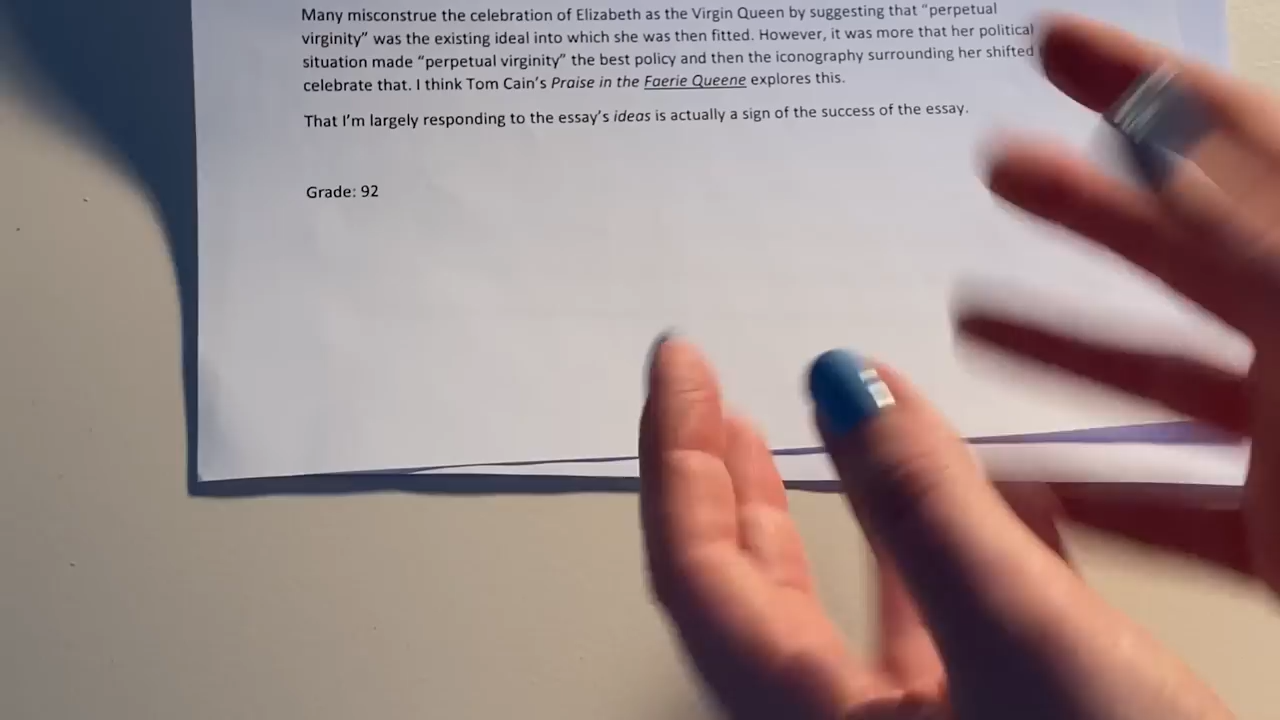 Many misconstrue the celebration of Elizabeth as the Virgin Queen by suggesting that “perpetual
virginity” was the existing ideal into which she was then fitted. However, it was more that her political
situation made “perpetual virginity” the best policy and then the iconography surrounding her shifted
celebrate that. I think Tom Cain’s Praise in the Faerie Queene explores this.
That I’m largely responding to the essay’s ideas is actually a sign of the success of the essay.
Grade: 92